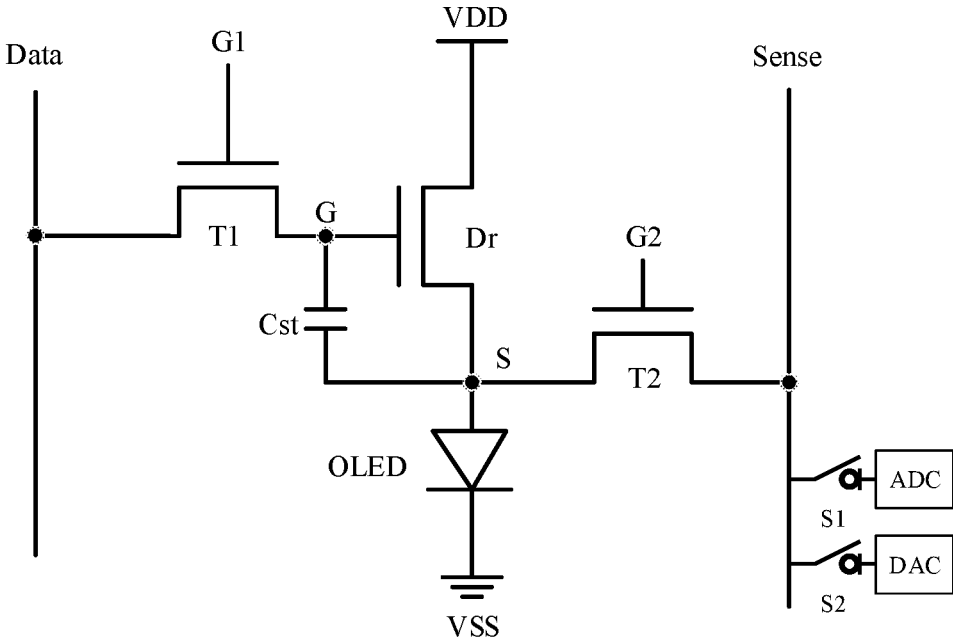 VDD
G1
Data
Sense
G
T1
Dr
G2
Cst
S
T2
OLED
ADC
S1
DAC
S2
VSS